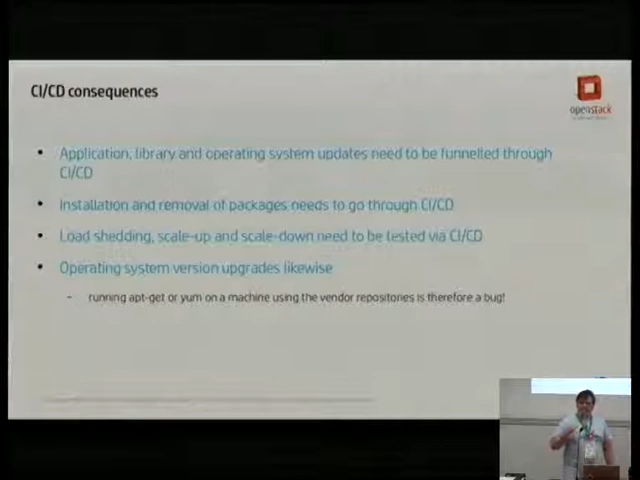 CI/CD consequences
openstack
Application, library and operating system updates need to be funnelled through
CI/CD
Installation and removal of packages needs to go through CI/CD
Load shedding, scale-up and scale-down need to be tested via CI/CD
Operating system version upgrades likewise
- running apt-get or yum on a machine using the vendor repositories is therefore a bug!